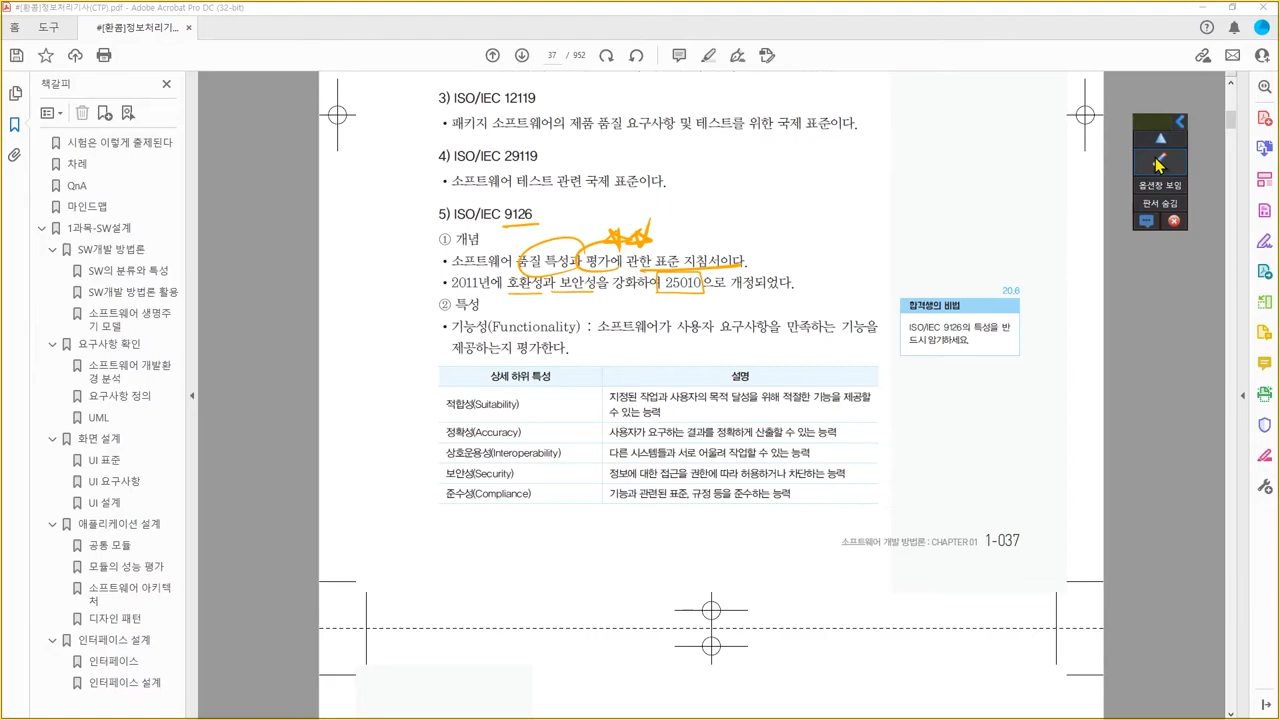 #[환콤]정보처리기사(CTP).pdf - Adobe Acrobat Pro DC (32-bit)
홈 도구 #[환콤]정보처리기... ×
37 / 952
책갈피
시험은 이렇게 출제된다
차례
QnA
마인드맵
1과목-SW설계
SW개발 방법론
SW의 분류와 특성
SW개발 방법론 활용
소프트웨어 생명주
기 모델
요구사항 확인
소프트웨어 개발환
경 분석
요구사항 정의
UML
화면 설계
UI 표준
UI 요구사항
UI 설계
애플리케이션 설계
공통 모듈
모듈의 성능 평가
소프트웨어 아키텍
처
디자인 패턴
인터페이스 설계
인터페이스
인터페이스 설계
3) ISO/IEC 12119
• 패키지 소프트웨어의 제품 품질 요구사항 및 테스트를 위한 국제 표준이다.
4) ISO/IEC 29119
• 소프트웨어 테스트 관련 국제 표준이다.
5) ISO/IEC 9126
① 개념
• 소프트웨어 품질 특성과 평가에 관한 표준 지침서이다.
• 2011년에 호환성과 보안성을 강화하여 25010으로 개정되었다.
② 특성
• 기능성(Functionality) : 소프트웨어가 사용자 요구사항을 만족하는 기능을
제공하는지 평가한다.
상세 하위 특성 설명
적합성(Suitability) 지정된 작업과 사용자의 목적 달성을 위해 적절한 기능을 제공할
수 있는 능력
정확성(Accuracy) 사용자가 요구하는 결과를 정확하게 산출할 수 있는 능력
상호운용성(Interoperability) 다른 시스템들과 서로 어울려 작업할 수 있는 능력
보안성(Security) 정보에 대한 접근을 권한에 따라 허용하거나 차단하는 능력
준수성(Compliance) 기능과 관련된 표준, 규정 등을 준수하는 능력
소프트웨어 개발 방법론 : CHAPTER 01 1-037
20.6
합격생의 비법
ISO/IEC 9126의 특성을 반
드시 암기하세요.
옵션창 보임
판서 숨김